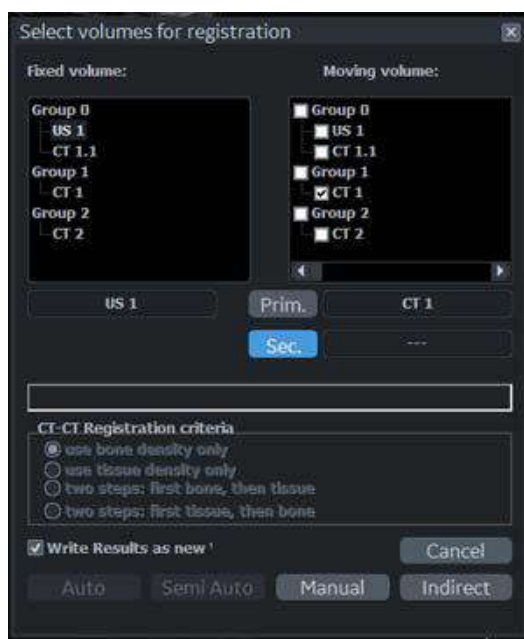 Select volumes for registration
Fixed volume: Moving volume:
Group 0
US 1
CT 1.1
Group 1
CT 1
Group 2
CT 2
Group 0
US 1
CT 1.1
Group 1
CT 1
Group 2
CT 2
US 1 Prim. CT 1
Sec. ---
CT-CT Registration criteria
use bone density only
use tissue density only
two steps: first bone, then tissue
two steps: first tissue, then bone
Write Results as new '
Cancel
Auto Semi Auto Manual Indirect